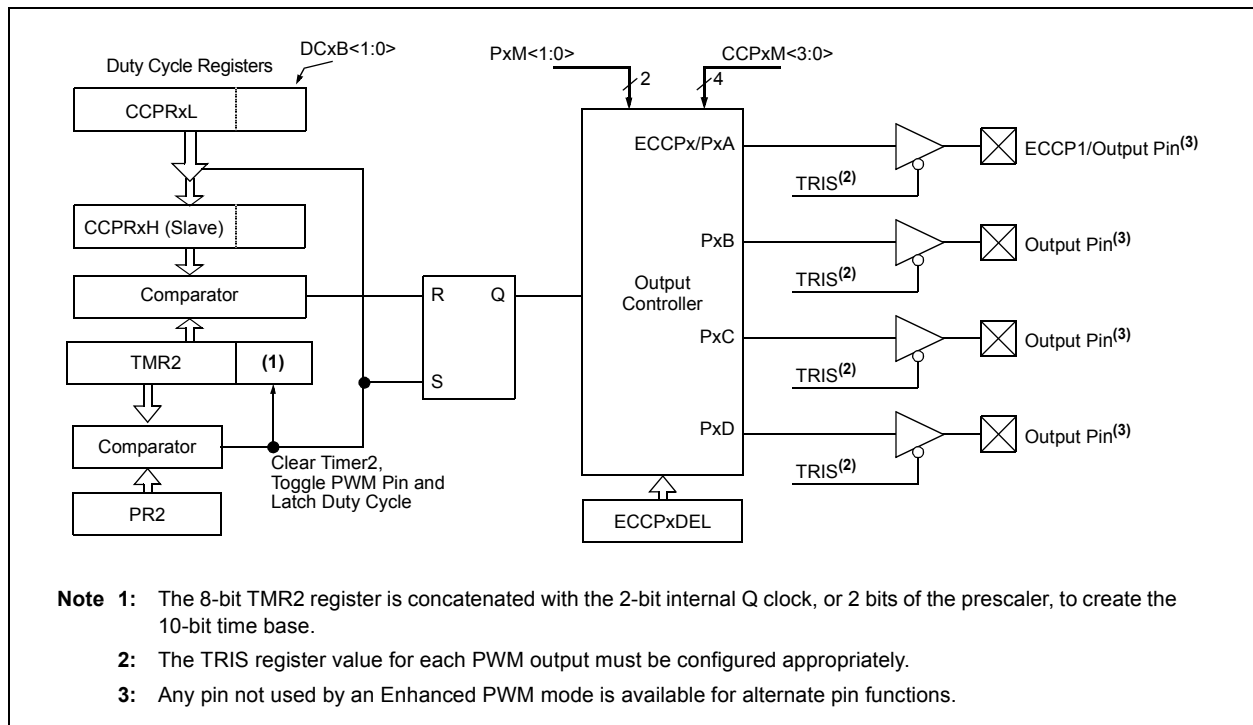 DCxB<1:0>
Duty Cycle Registers
CCPRxL
CCPRxH (Slave)
Comparator
TMR2
(1)
Comparator
PR2
Clear Timer2,
Toggle PWM Pin and
Latch Duty Cycle
R
Q
S
PxM<1:0>
2
CCPxM<3:0>
4
ECCPx/PxA
PxB
Output
Controller
PxC
PxD
ECCPxDEL
TRIS(2)
ECCP1/Output Pin(3)
TRIS(2)
Output Pin(3)
TRIS(2)
Output Pin(3)
TRIS(2)
Output Pin(3)
Note 1: The 8-bit TMR2 register is concatenated with the 2-bit internal Q clock, or 2 bits of the prescaler, to create the
10-bit time base.
2: The TRIS register value for each PWM output must be configured appropriately.
3: Any pin not used by an Enhanced PWM mode is available for alternate pin functions.